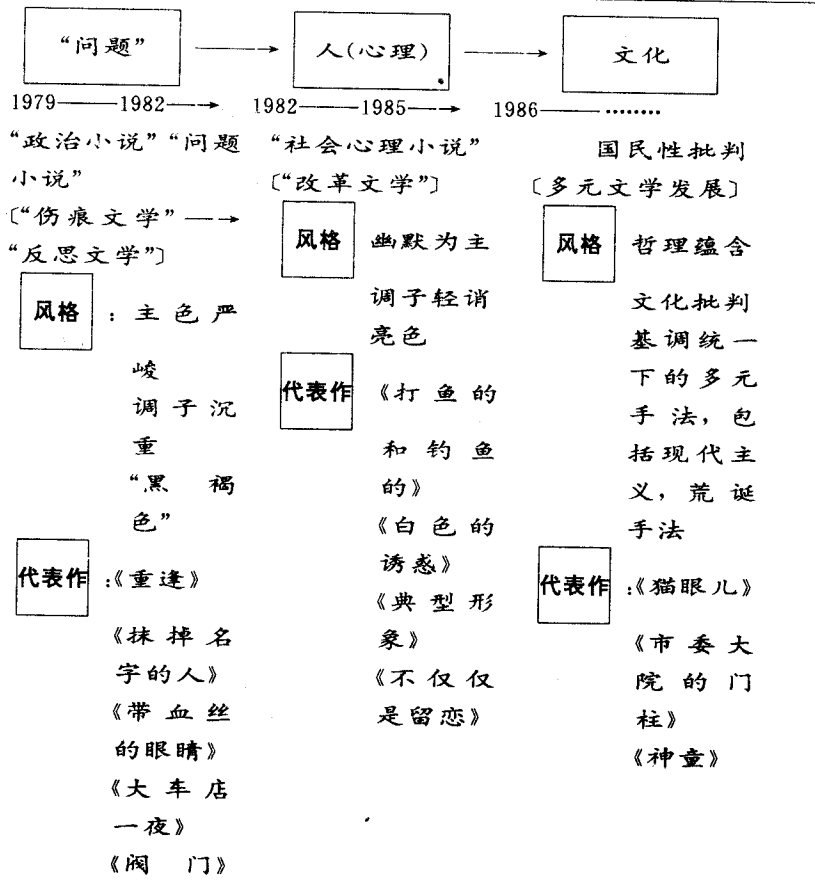 “问题” → 人(心理) → 文化
1979——1982—→
“政治小说”“问题
小说”
〔“伤痕文学”—→
“反思文学”〕
风格：主色严
峻
调子沉
重
“黑褐
色”
代表作：《重逢》
《抹掉名
字的人》
《带血丝
的眼睛》
《大车店
一夜》
《阀门》
1982——1985—→
“社会心理小说”
〔“改革文学”〕
风格 幽默为主
调子轻诮
亮色
代表作 《打鱼的
和钓鱼
的》
《白色的
诱惑》
《典型形
象》
《不仅仅
是留恋》
1986——········
国民性批判
〔多元文学发展〕
风格 哲理蕴含
文化批判
基调统一
下的多元
手法，包
括现代主
义，荒诞
手法
代表作：《猫眼儿》
《市委大
院的门
柱》
《神童》